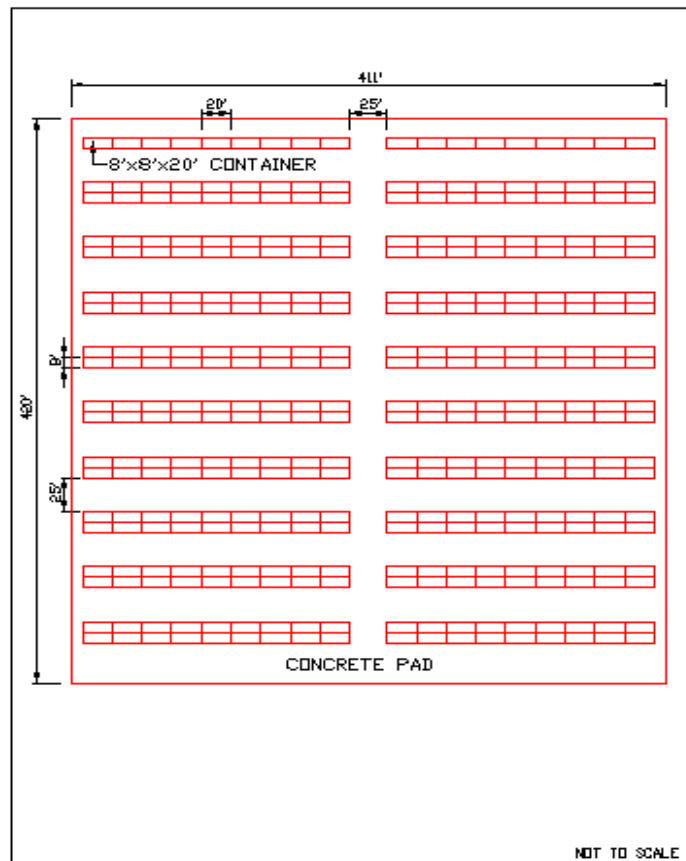 411'
20'
25'
8'x8'x20' CONTAINER
8'
420'
25'
CONCRETE PAD
NOT TO SCALE